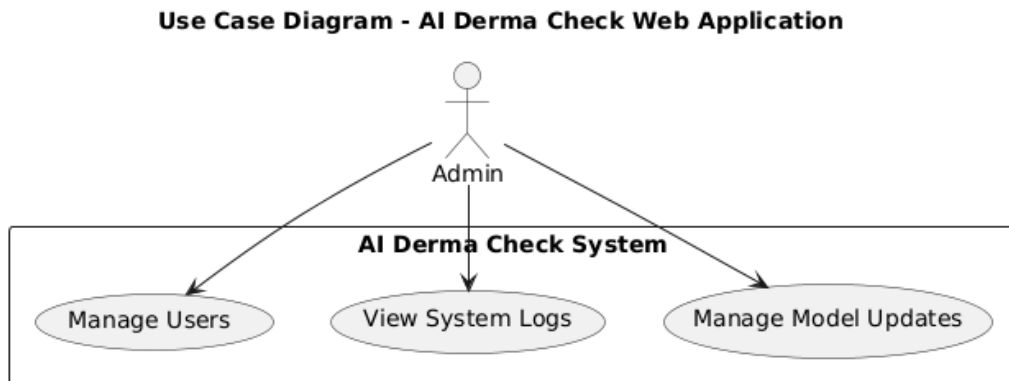 Use Case Diagram - AI Derma Check Web Application
Admin
AI Derma Check System
Manage Users
View System Logs
Manage Model Updates